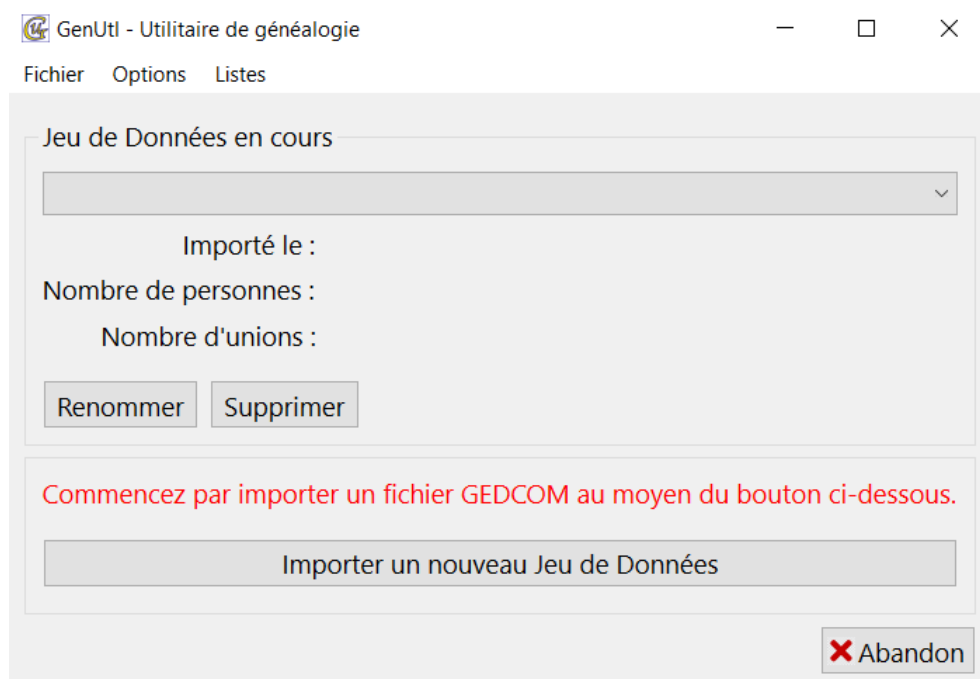 GenUtl - Utilitaire de généalogie
Fichier Options Listes
Jeu de Données en cours
Importé le :
Nombre de personnes :
Nombre d'unions :
Renommer Supprimer
Commencez par importer un fichier GEDCOM au moyen du bouton ci-dessous.
Importer un nouveau Jeu de Données
Abandon